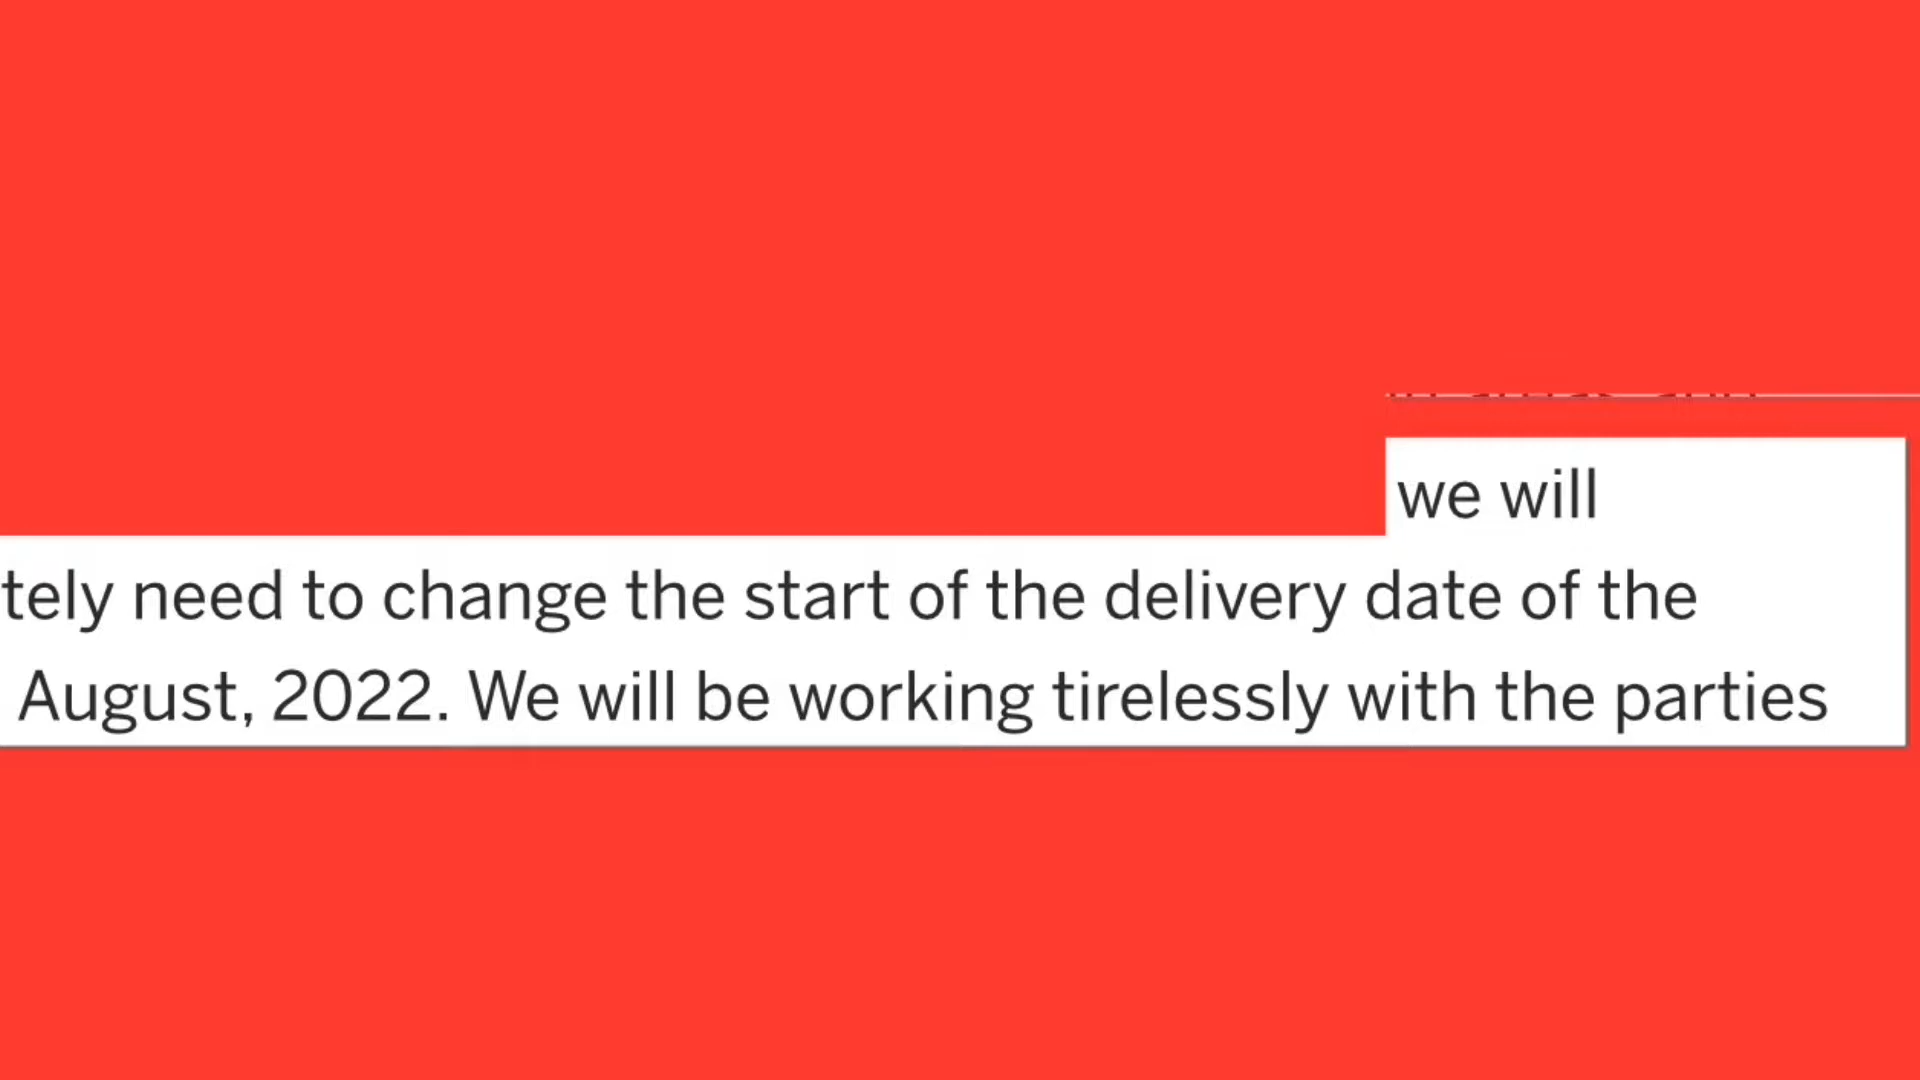 we will
tely need to change the start of the delivery date of the
August, 2022. We will be working tirelessly with the parties